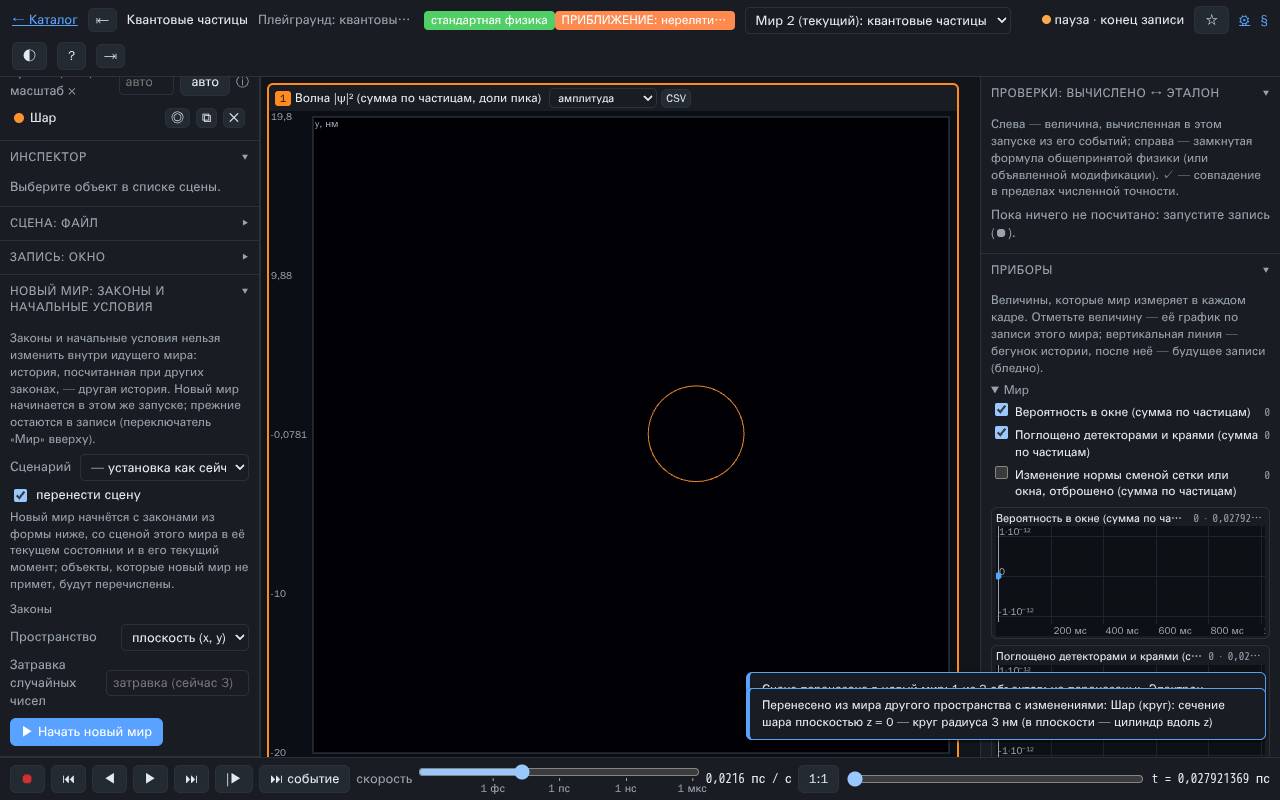 ← Каталог
Квантовые частицы
Плейграунд: квантовы…
стандартная физика
ПРИБЛИЖЕНИЕ: нереляти…
Мир 2 (текущий): квантовые частицы
пауза · конец записи
масштаб ×
авто
авто
Шар
ИНСПЕКТОР
Выберите объект в списке сцены.
СЦЕНА: ФАЙЛ
ЗАПИСЬ: ОКНО
НОВЫЙ МИР: ЗАКОНЫ И
НАЧАЛЬНЫЕ УСЛОВИЯ
Законы и начальные условия нельзя
изменить внутри идущего мира:
история, посчитанная при других
законах, — другая история. Новый мир
начинается в этом же запуске; прежние
остаются в записи (переключатель
«Мир» вверху).
Сценарий
— установка как сейч
перенести сцену
Новый мир начнётся с законами из
формы ниже, со сценой этого мира в её
текущем состоянии и в его текущий
момент; объекты, которые новый мир не
примет, будут перечислены.
Законы
Пространство
плоскость (x, y)
Затравка
случайных
чисел
затравка (сейчас 3)
▶ Начать новый мир
1
Волна |ψ|² (сумма по частицам, доли пика)
амплитуда
CSV
19,8
y, нм
9,88
-0,0781
-10
-20
ПРОВЕРКИ: ВЫЧИСЛЕНО ↔ ЭТАЛОН
Слева — величина, вычисленная в этом
запуске из его событий; справа — замкнутая
формула общепринятой физики (или
объявленной модификации). ✓ — совпадение
в пределах численной точности.
Пока ничего не посчитано: запустите запись
(⏺).
ПРИБОРЫ
Величины, которые мир измеряет в каждом
кадре. Отметьте величину — её график по
записи этого мира; вертикальная линия —
бегунок истории, после неё — будущее записи
(бледно).
Мир
Вероятность в окне (сумма по частицам) 0
Поглощено детекторами и краями (сумма 0
по частицам)
Изменение нормы сменой сетки или 0
окна, отброшено (сумма по частицам)
Вероятность в окне (сумма по ча… 0 · 0,02792…
1·10⁻¹²
0
-1·10⁻¹²
200 мс 400 мс 600 мс 800 мс
Поглощено детекторами и краями (с… 0 · 0,02…
Перенесено из мира другого пространства с изменениями: Шар (круг): сечение
шара плоскостью z = 0 — круг радиуса 3 нм (в плоскости — цилиндр вдоль z)
событие
скорость
1 фс 1 пс 1 нс 1 мкс
0,0216 пс / с
1:1
t = 0,027921369 пс